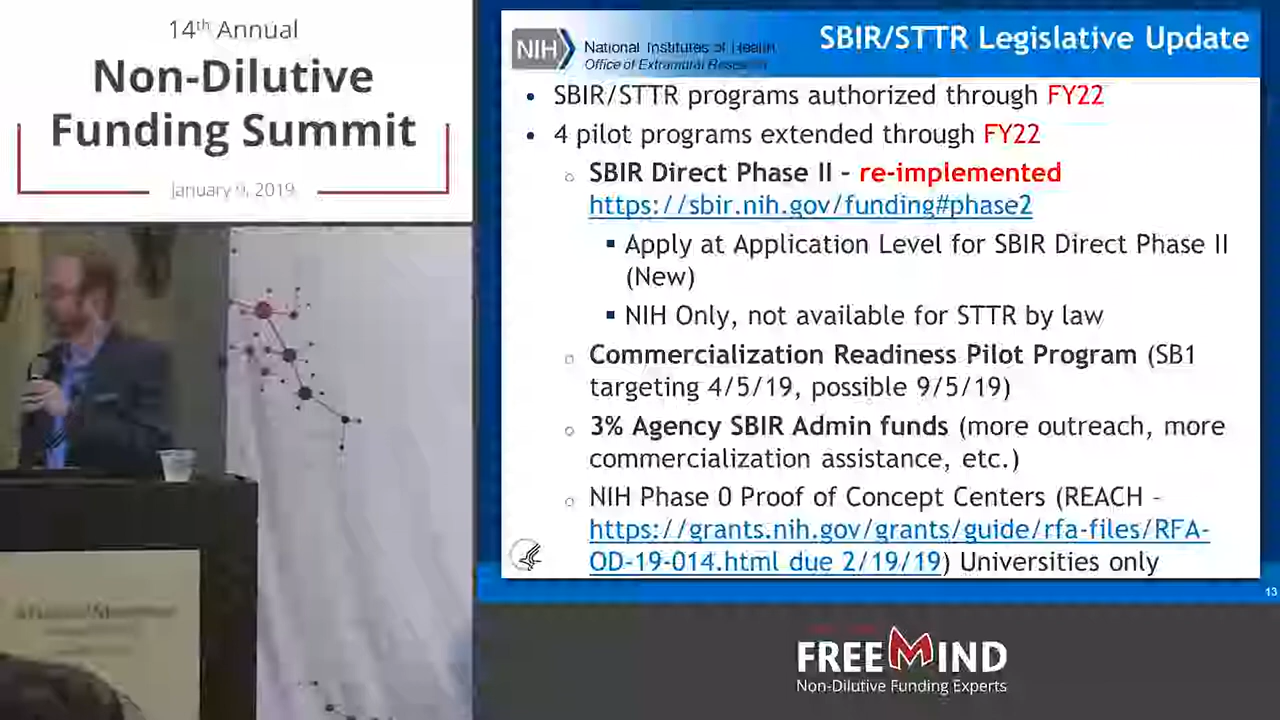 14th Annual
Non-Dilutive
Funding Summit
January 9, 2019
NIH
National Institutes of Health
Office of Extramural Research
SBIR/STTR Legislative Update
• SBIR/STTR programs authorized through FY22
• 4 pilot programs extended through FY22
○ SBIR Direct Phase II – re-implemented
https://sbir.nih.gov/funding#phase2
▪ Apply at Application Level for SBIR Direct Phase II
(New)
▪ NIH Only, not available for STTR by law
○ Commercialization Readiness Pilot Program (SB1
targeting 4/5/19, possible 9/5/19)
○ 3% Agency SBIR Admin funds (more outreach, more
commercialization assistance, etc.)
○ NIH Phase 0 Proof of Concept Centers (REACH –
https://grants.nih.gov/grants/guide/rfa-files/RFA-
OD-19-014.html due 2/19/19) Universities only
13
FREEMIND
Non-Dilutive Funding Experts